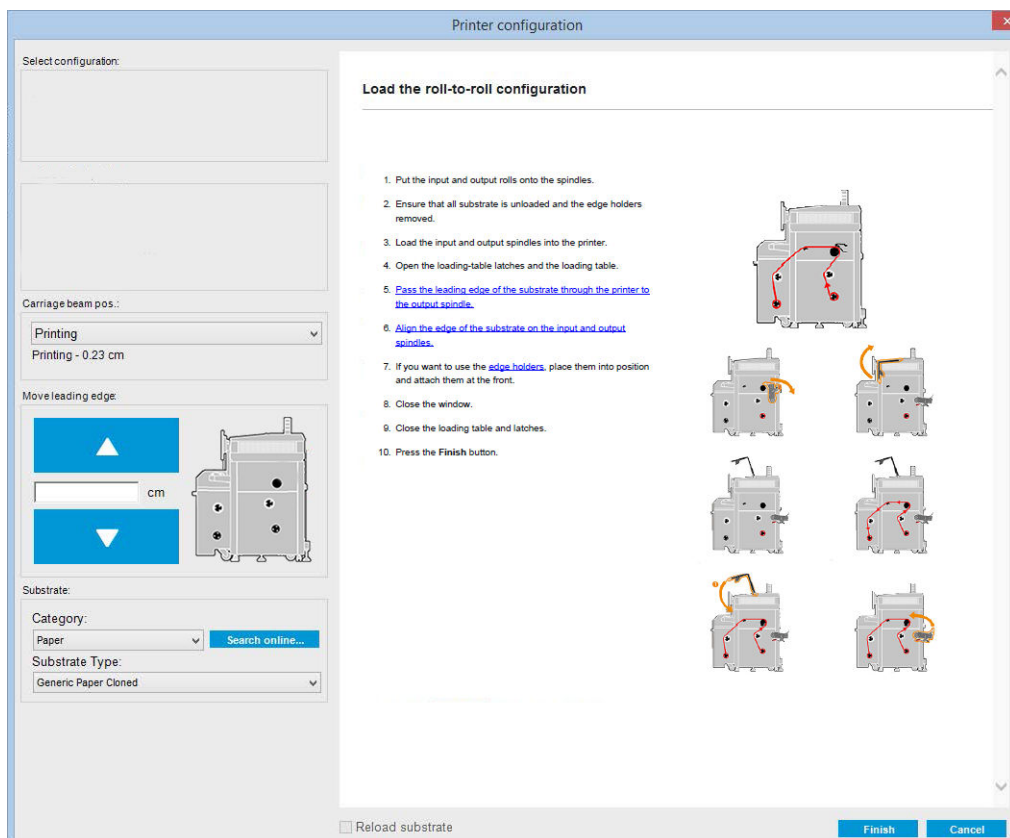 Printer configuration
Select configuration:
Carriage beam pos.:
Printing
Printing - 0.23 cm
Move leading edge:
cm
Substrate:
Category:
Paper
Search online...
Substrate Type:
Generic Paper Cloned
Load the roll-to-roll configuration
1. Put the input and output rolls onto the spindles.
2. Ensure that all substrate is unloaded and the edge holders
removed.
3. Load the input and output spindles into the printer.
4. Open the loading-table latches and the loading table.
5. Pass the leading edge of the substrate through the printer to
the output spindle.
6. Align the edge of the substrate on the input and output
spindles.
7. If you want to use the edge holders, place them into position
and attach them at the front.
8. Close the window.
9. Close the loading table and latches.
10. Press the Finish button.
Reload substrate
Finish
Cancel